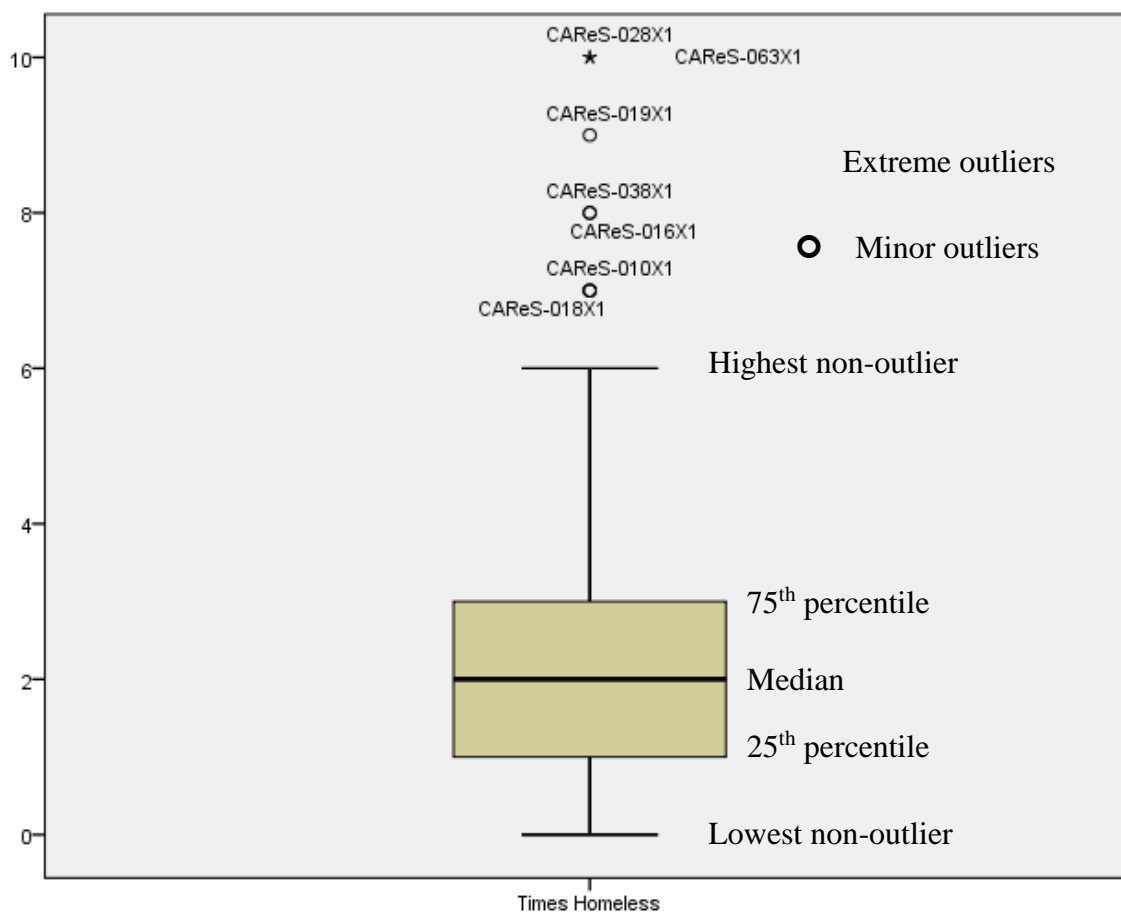 CAReS-028X1
10
CAReS-063X1
CAReS-019X1
Extreme outliers
CAReS-038X1
8
CAReS-016X1
Minor outliers
CAReS-010X1
CAReS-018X1
6
Highest non-outlier
4
75th percentile
2
Median
25th percentile
0
Lowest non-outlier
Times Homeless